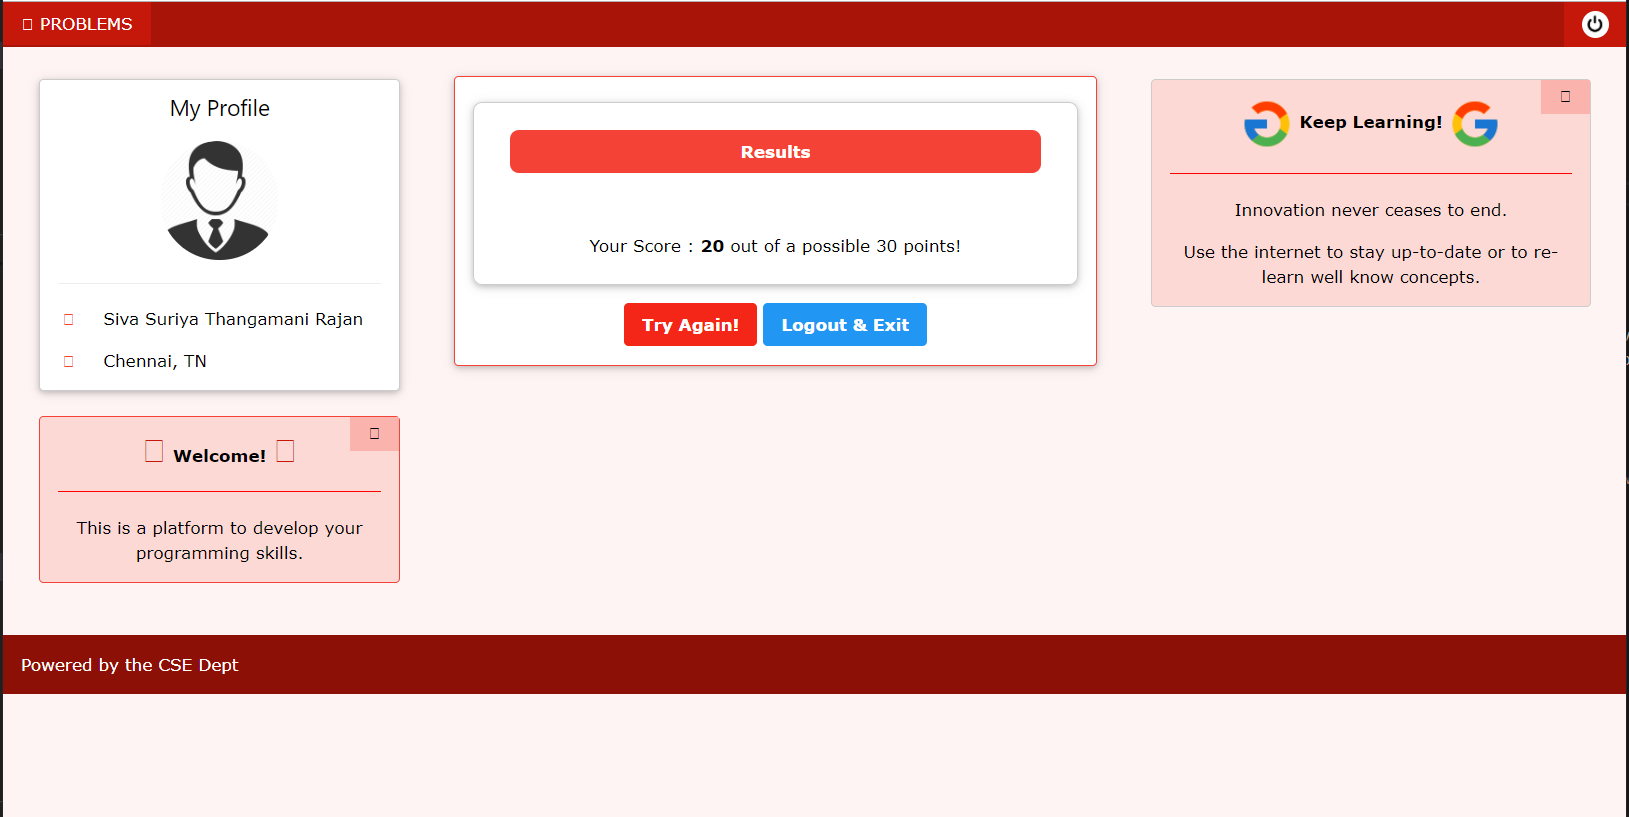 PROBLEMS
My Profile
Siva Suriya Thangamani Rajan
Chennai, TN
Welcome!
This is a platform to develop your
programming skills.
Results
Your Score : 20 out of a possible 30 points!
Try Again!
Logout & Exit
Keep Learning!
Innovation never ceases to end.
Use the internet to stay up-to-date or to re-
learn well know concepts.
Powered by the CSE Dept